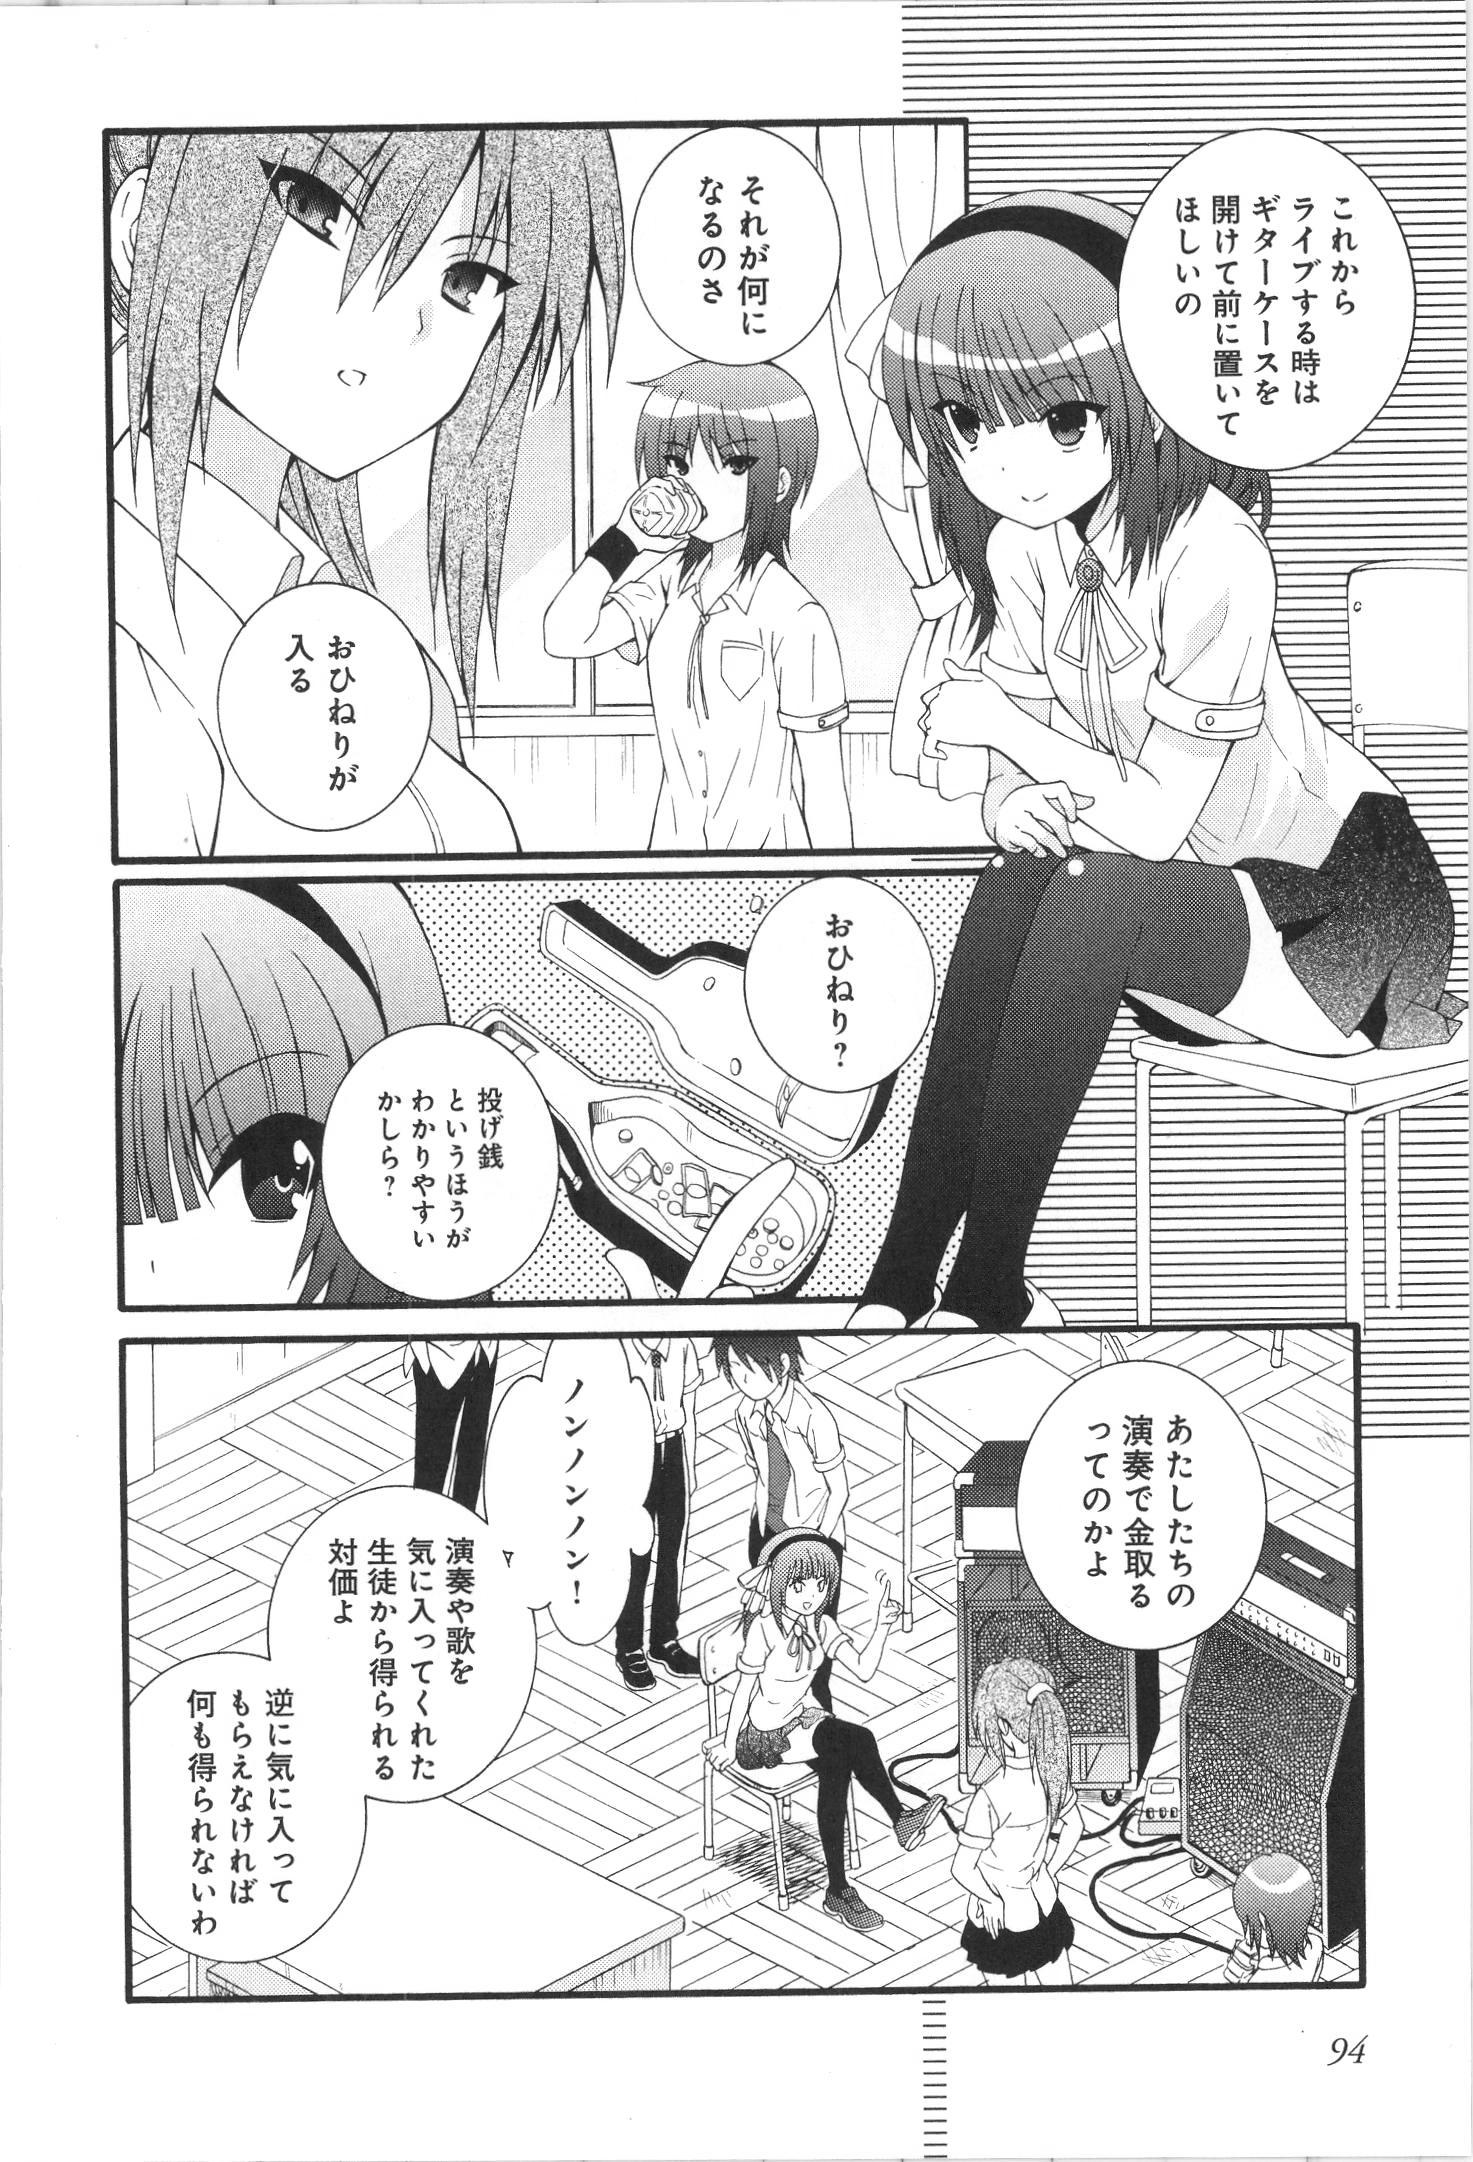 これから
ライブする時は
ギターケースを
開けて前に置いて
ほしいの
それが何に
なるのさ
おひねりが
入る
おひねり?
投げ銭
というほうが
わかりやすい
かしら?
あたしたちの
演奏で金取る
ってのかよ
ノンノンノン!
演奏や歌を
気に入ってくれた
生徒から得られる
対価よ
逆に気に入って
もらえなければ
何も得られないわ
94